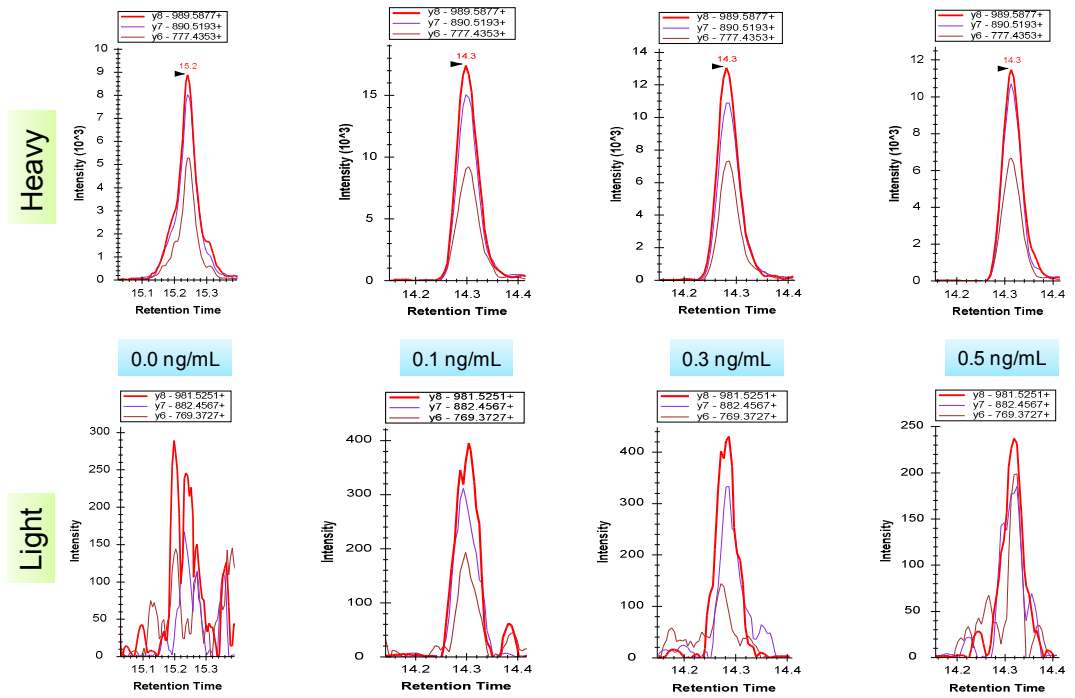 Heavy
y8 - 989.5877+
y7 - 890.5193+
y6 - 777.4353+
15.2
Intensity (10^3)
10
9
8
7
6
5
4
3
2
1
0
15.1 15.2 15.3
Retention Time
y8 - 989.5877+
y7 - 890.5193+
y6 - 777.4353+
14.3
Intensity (10^3)
15
10
5
0
14.2 14.3 14.4
Retention Time
y8 - 989.5877+
y7 - 890.5193+
y6 - 777.4353+
14.3
Intensity (10^3)
14
12
10
8
6
4
2
0
14.2 14.3 14.4
Retention Time
y8 - 989.5877+
y7 - 890.5193+
y6 - 777.4353+
14.3
Intensity (10^3)
12
10
8
6
4
2
0
14.2 14.3 14.4
Retention Time
0.0 ng/mL
0.1 ng/mL
0.3 ng/mL
0.5 ng/mL
Light
y8 - 981.5251+
y7 - 882.4567+
y6 - 769.3727+
Intensity
300
250
200
150
100
50
0
15.1 15.2 15.3
Retention Time
y8 - 981.5251+
y7 - 882.4567+
y6 - 769.3727+
Intensity
400
300
200
100
0
14.2 14.3 14.4
Retention Time
y8 - 981.5251+
y7 - 882.4567+
y6 - 769.3727+
Intensity
400
300
200
100
0
14.2 14.3 14.4
Retention Time
y8 - 981.5251+
y7 - 882.4567+
y6 - 769.3727+
Intensity
250
200
150
100
50
0
14.2 14.3 14.4
Retention Time